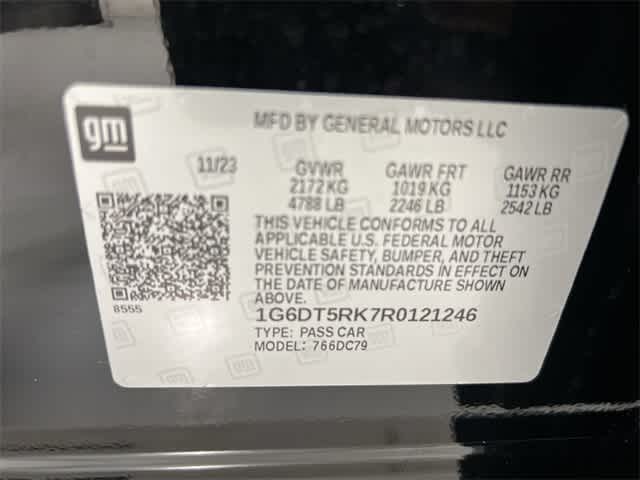 gm
MFD BY GENERAL MOTORS LLC
11/23 GVWR GAWR FRT GAWR RR
2172 KG 1019 KG 1153 KG
4788 LB 2246 LB 2542 LB
THIS VEHICLE CONFORMS TO ALL
APPLICABLE U.S. FEDERAL MOTOR
VEHICLE SAFETY, BUMPER, AND THEFT
PREVENTION STANDARDS IN EFFECT ON
THE DATE OF MANUFACTURE SHOWN
ABOVE.
8555
1G6DT5RK7R0121246
TYPE: PASS CAR
MODEL: 766DC79